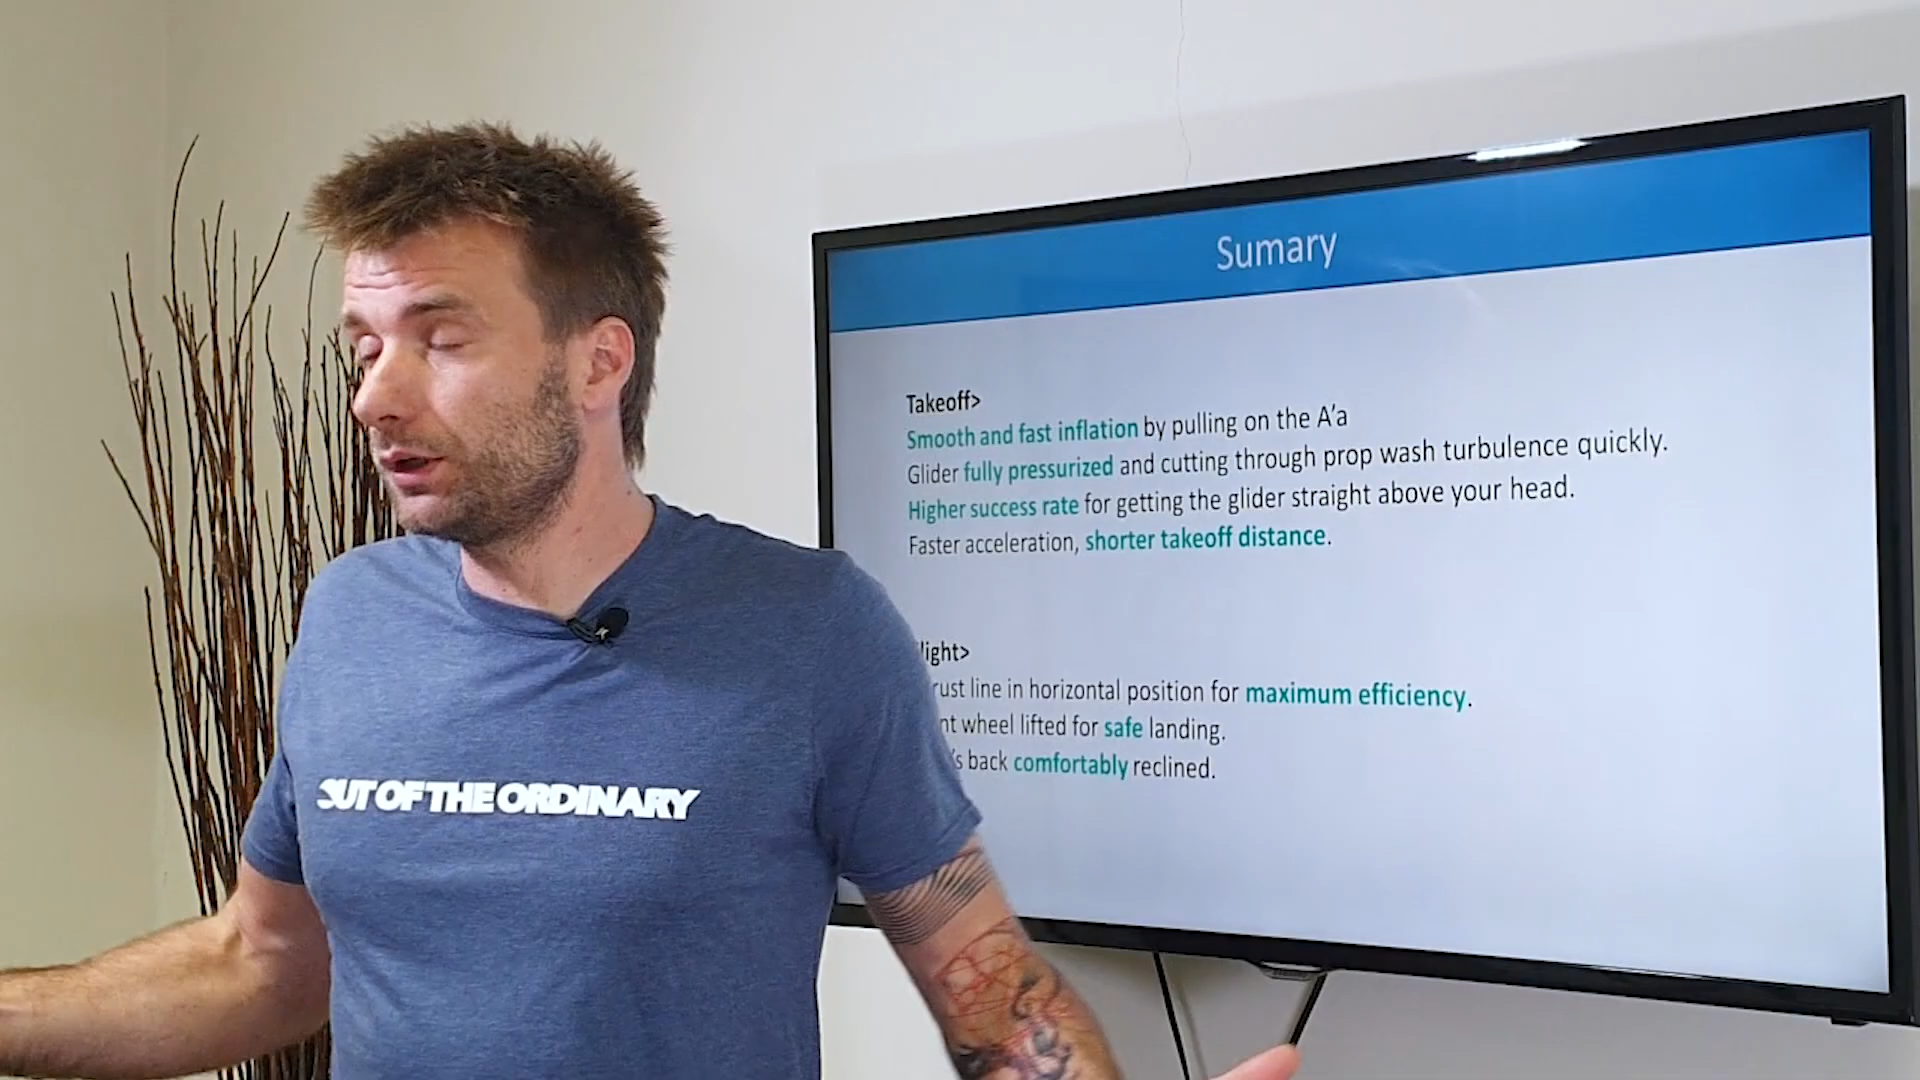 Sumary
Takeoff>
Smooth and fast inflation by pulling on the A'a
Glider fully pressurized and cutting through prop wash turbulence quickly.
Higher success rate for getting the glider straight above your head.
Faster acceleration, shorter takeoff distance.
light>
rust line in horizontal position for maximum efficiency.
nt wheel lifted for safe landing.
's back comfortably reclined.
OUT OF THE ORDINARY